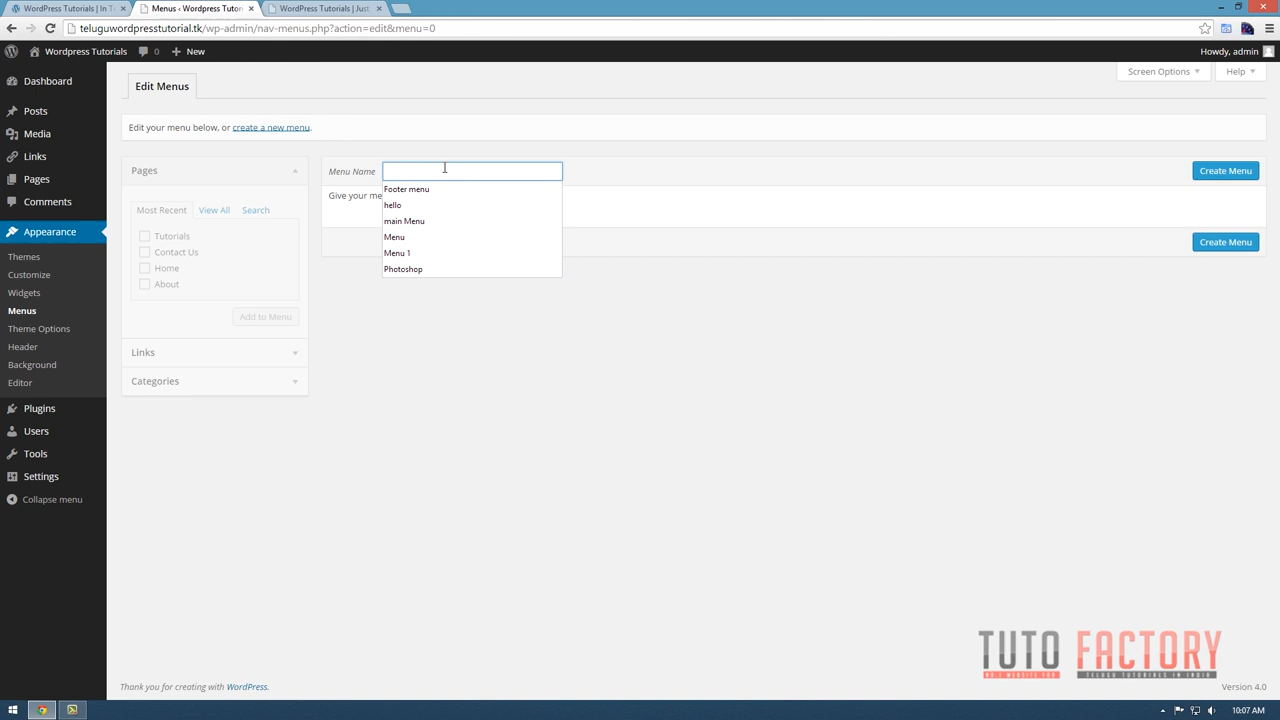 WordPress Tutorials | In T
Menus ‹ Wordpress Tutor
WordPress Tutorials | Just
teluguwordpresstutorial.tk/wp-admin/nav-menus.php?action=edit&menu=0
Wordpress Tutorials
0
+ New
Howdy, admin
Dashboard
Posts
Media
Links
Pages
Comments
Appearance
Themes
Customize
Widgets
Menus
Theme Options
Header
Background
Editor
Plugins
Users
Tools
Settings
Collapse menu
Screen Options
Help
Edit Menus
Edit your menu below, or create a new menu.
Pages
Most Recent View All Search
Tutorials
Contact Us
Home
About
Add to Menu
Links
Categories
Menu Name
Create Menu
Give your me
Footer menu
hello
main Menu
Menu
Menu 1
Photoshop
Create Menu
TUTO FACTORY
NO.1 WEBSITE FOR TELUGU TUTORIALS IN INDIA
Thank you for creating with WordPress.
Version 4.0
10:07 AM